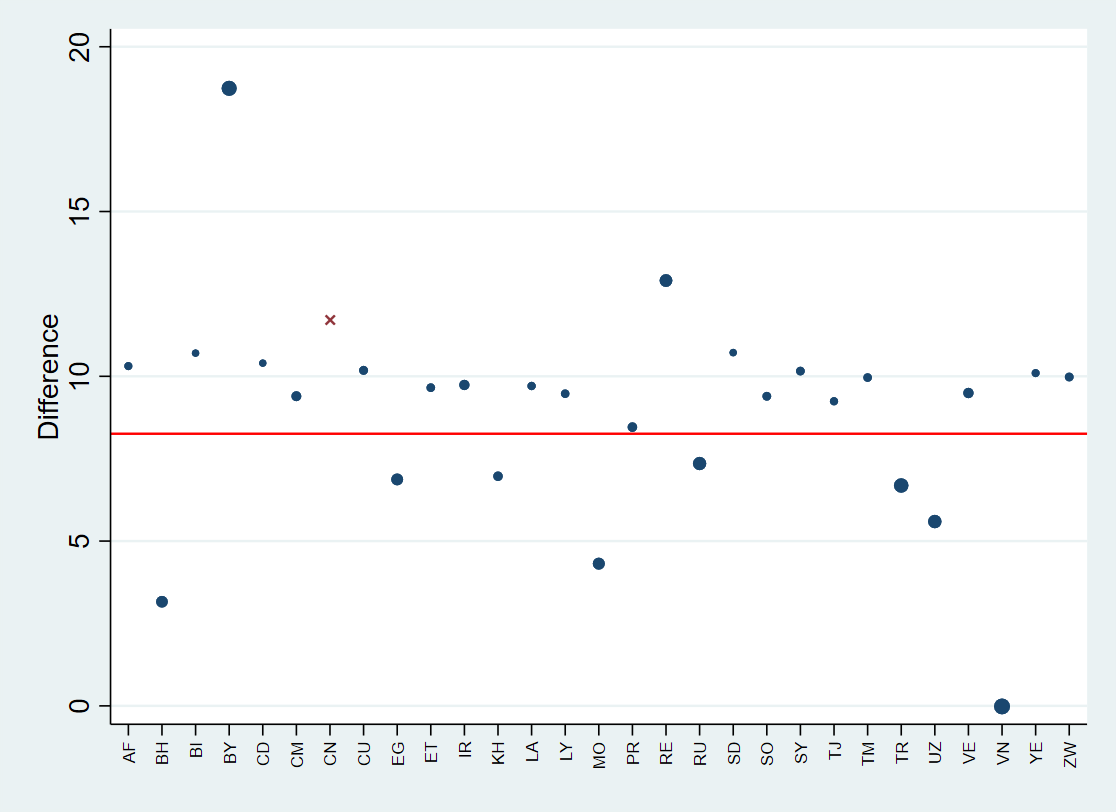 Difference
20
15
10
5
0
AF BH BI BY CD CM CN CU EG ET IR KH LA LY MO PR RE RU SD SO SY TJ TM TR UZ VE VN YE ZW